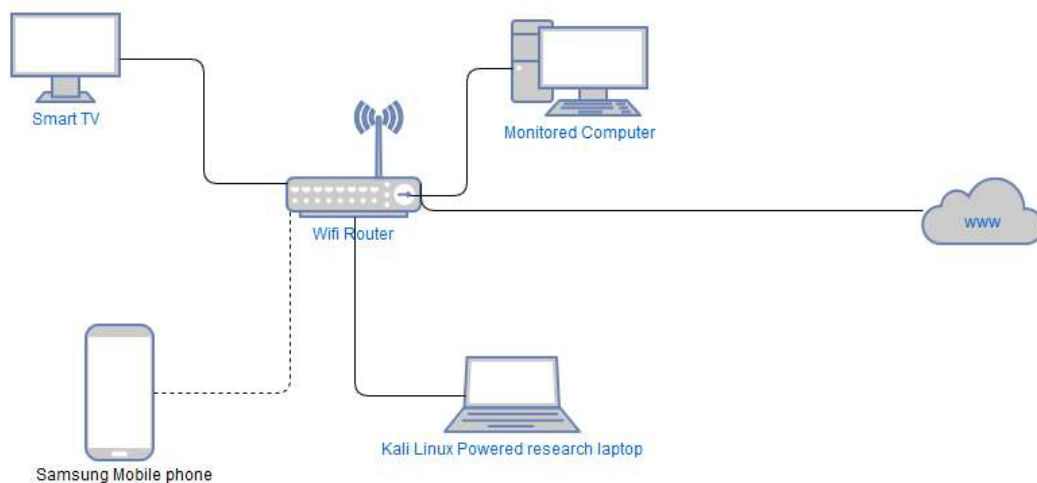 Smart TV
Monitored Computer
Wifi Router
www
Kali Linux Powered research laptop
Samsung Mobile phone